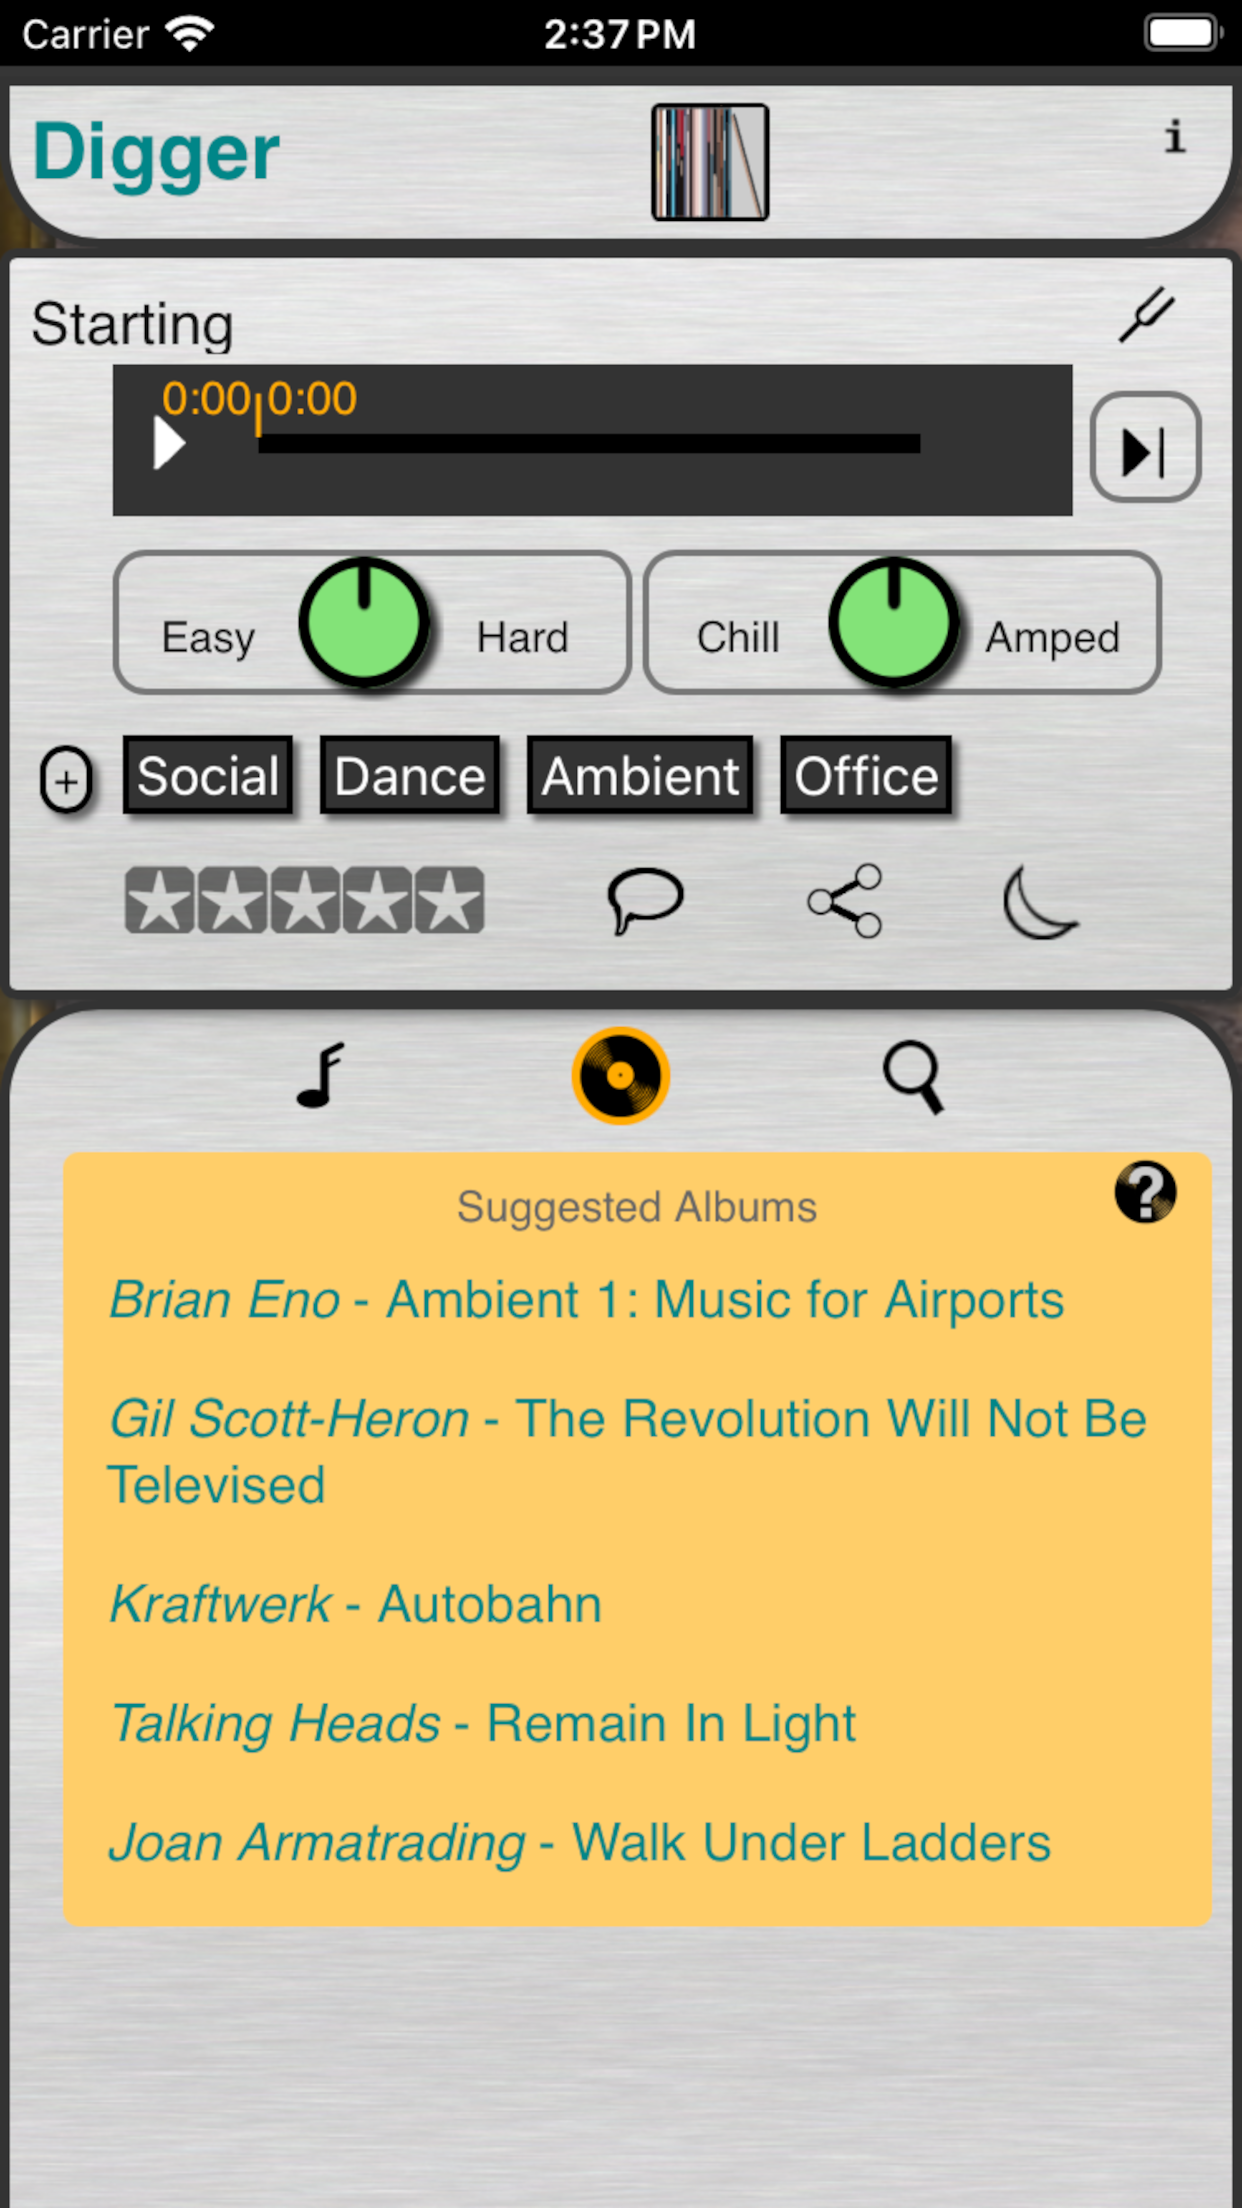 Carrier 2:37 PM
Digger i
Starting
0:00 0:00
Easy Hard Chill Amped
+ Social Dance Ambient Office
Suggested Albums ?
Brian Eno - Ambient 1: Music for Airports
Gil Scott-Heron - The Revolution Will Not Be
Televised
Kraftwerk - Autobahn
Talking Heads - Remain In Light
Joan Armatrading - Walk Under Ladders